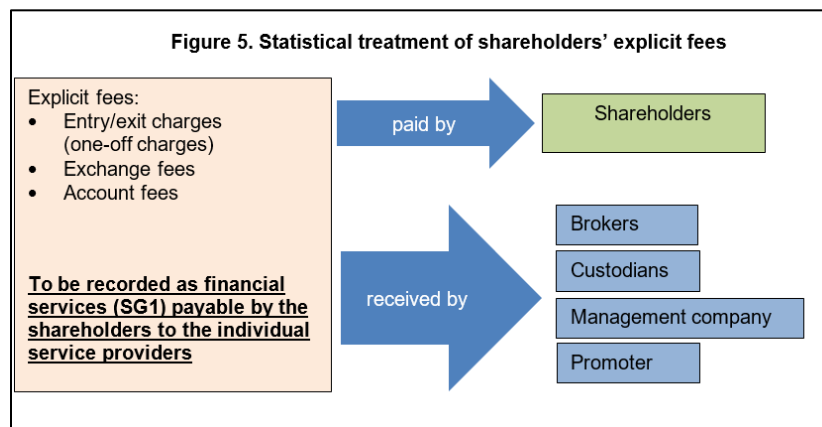 Figure 5. Statistical treatment of shareholders’ explicit fees
Explicit fees:
• Entry/exit charges
(one-off charges)
• Exchange fees
• Account fees
To be recorded as financial
services (SG1) payable by the
shareholders to the individual
service providers
paid by
Shareholders
received by
Brokers
Custodians
Management company
Promoter